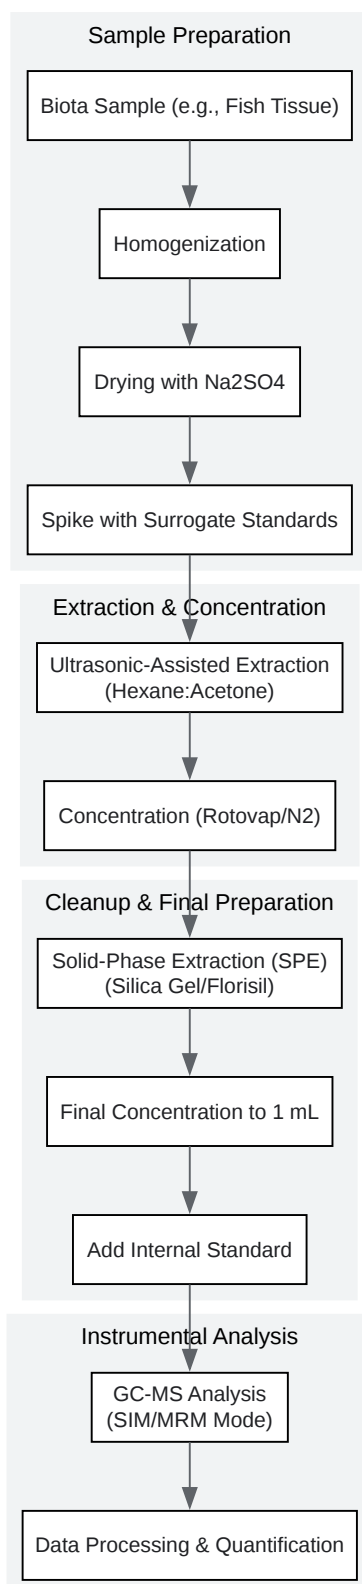 Sample Preparation
Biota Sample (e.g., Fish Tissue)
Homogenization
Drying with Na2SO4
Spike with Surrogate Standards
Extraction & Concentration
Ultrasonic-Assisted Extraction
(Hexane:Acetone)
Concentration (Rotovap/N2)
Cleanup & Final Preparation
Solid-Phase Extraction (SPE)
(Silica Gel/Florisil)
Final Concentration to 1 mL
Add Internal Standard
Instrumental Analysis
GC-MS Analysis
(SIM/MRM Mode)
Data Processing & Quantification